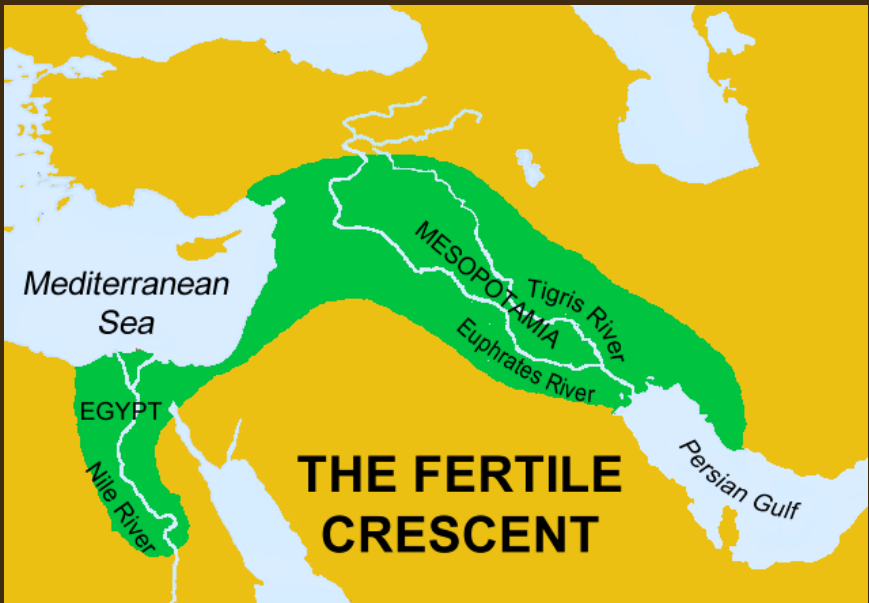 MESOPOTAMIA
Tigris River
Mediterranean
Sea
Euphrates River
EGYPT
Nile River
THE FERTILE
CRESCENT
Persian Gulf